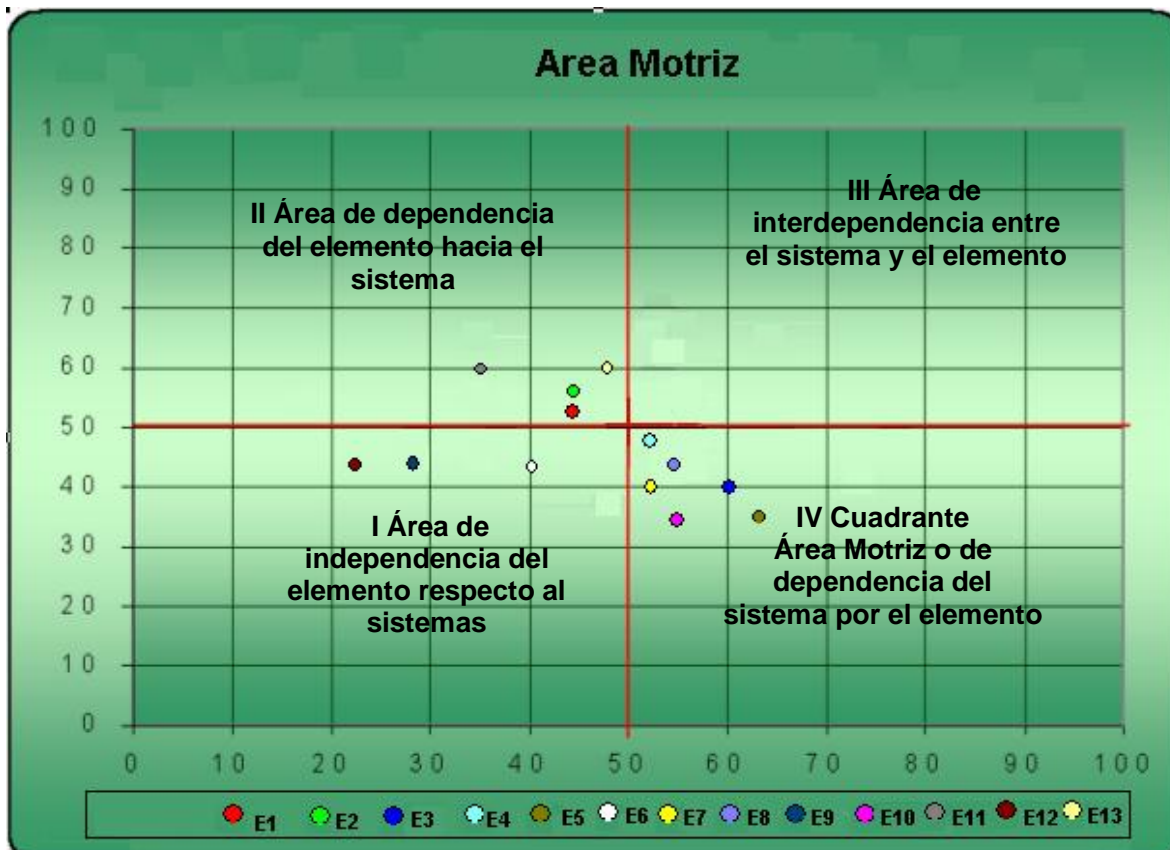 Area Motriz
100
90
80
70
60
50
40
30
20
10
0
II Área de dependencia
del elemento hacia el
sistema
III Área de
interdependencia entre
el sistema y el elemento
I Área de
independencia del
elemento respecto al
sistemas
IV Cuadrante
Área Motriz o de
dependencia del
sistema por el elemento
0 10 20 30 40 50 60 70 80 90 100
E1 E2 E3 E4 E5 E6 E7 E8 E9 E10 E11 E12 E13